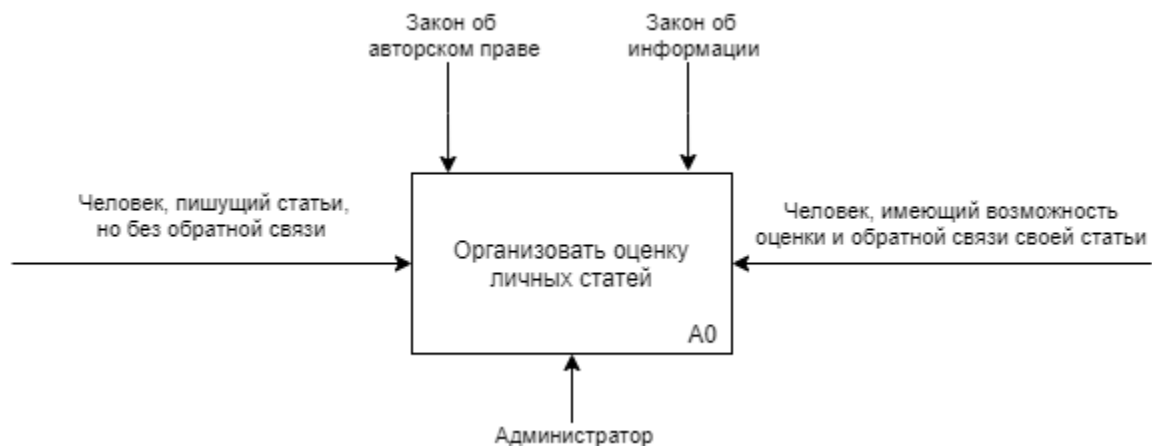 Закон об
авторском праве
Закон об
информации
Человек, пишущий статьи,
но без обратной связи
Организовать оценку
личных статей
A0
Человек, имеющий возможность
оценки и обратной связи своей статьи
Администратор